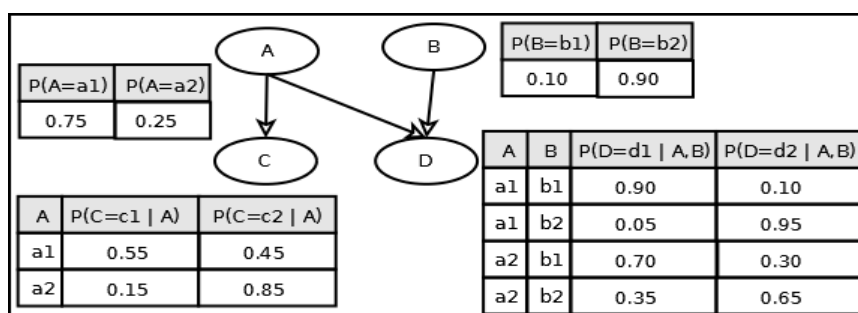 A
B
P(B=b1) P(B=b2)
0.10 0.90
P(A=a1) P(A=a2)
0.75 0.25
C
D
A B P(D=d1 | A,B) P(D=d2 | A,B)
a1 b1 0.90 0.10
a1 b2 0.05 0.95
a2 b1 0.70 0.30
a2 b2 0.35 0.65
A P(C=c1 | A) P(C=c2 | A)
a1 0.55 0.45
a2 0.15 0.85